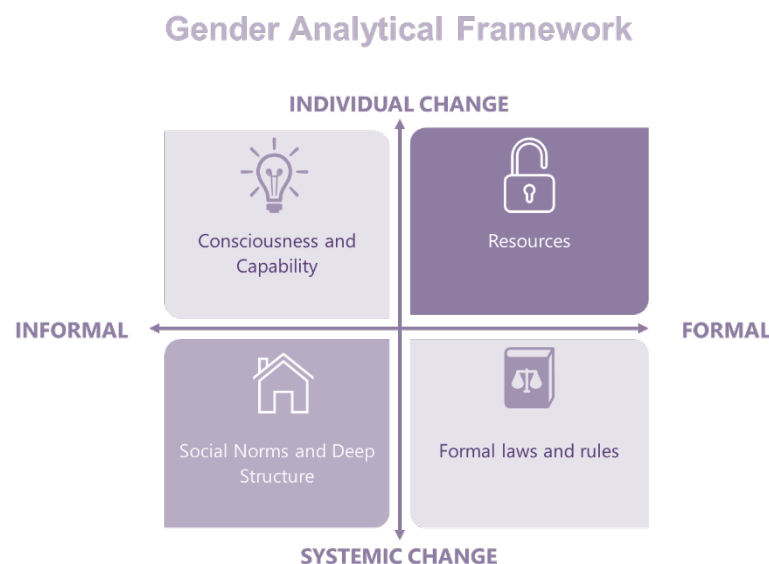 Gender Analytical Framework
INDIVIDUAL CHANGE
Consciousness and
Capability
Resources
INFORMAL
FORMAL
Social Norms and Deep
Structure
Formal laws and rules
SYSTEMIC CHANGE